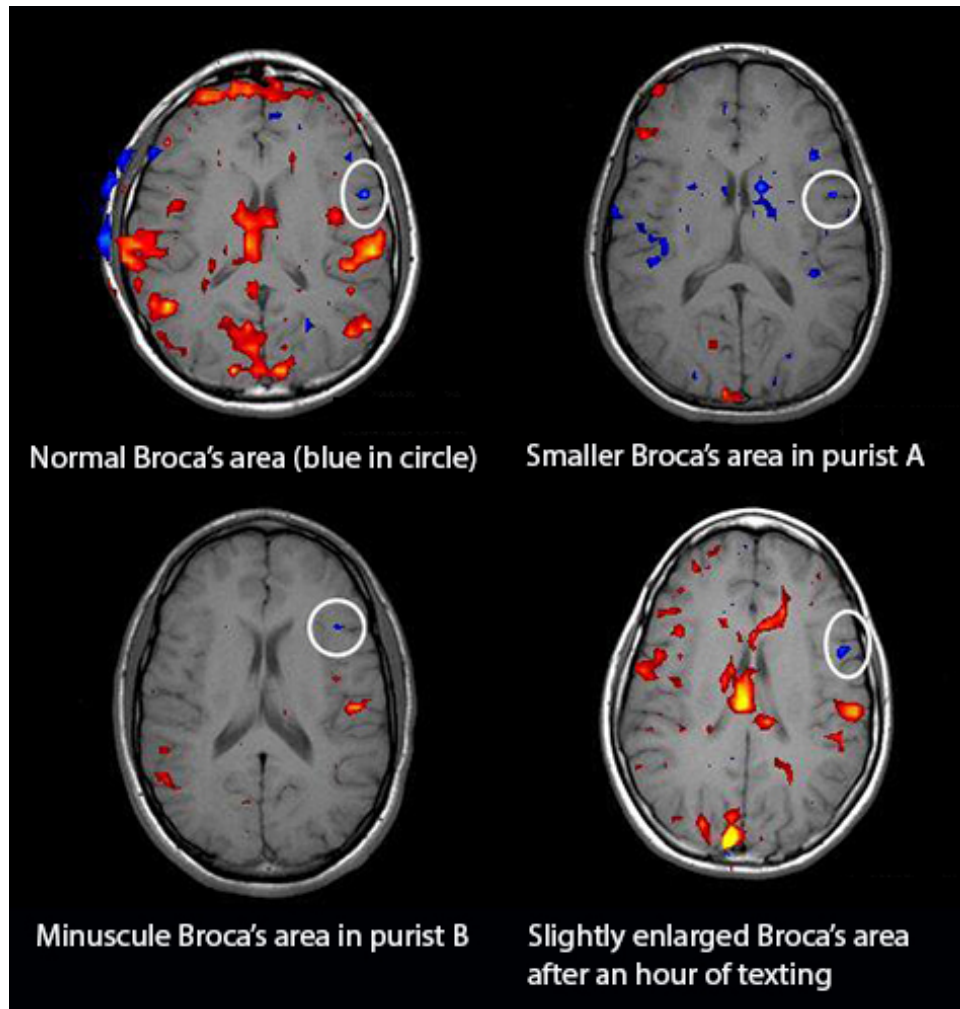 Normal Broca's area (blue in circle)
Smaller Broca's area in purist A
Minuscule Broca's area in purist B
Slightly enlarged Broca's area
after an hour of texting